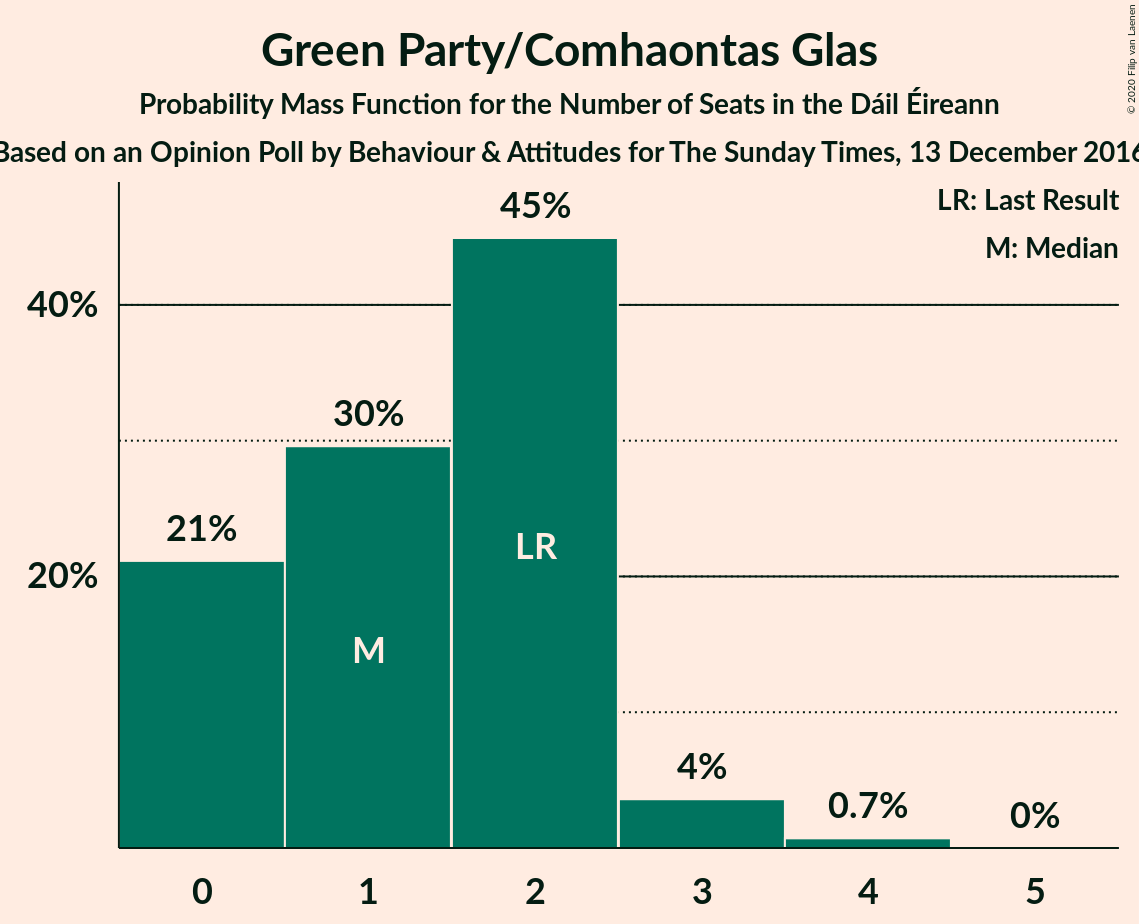 Green Party/Comhaontas Glas
Probability Mass Function for the Number of Seats in the Dáil Éireann
Based on an Opinion Poll by Behaviour & Attitudes for The Sunday Times, 13 December 2016
© 2020 Filip van Laenen
LR: Last Result
M: Median
45%
40%
30%
21%
LR
20%
M
4%
0.7%
0%
0 1 2 3 4 5